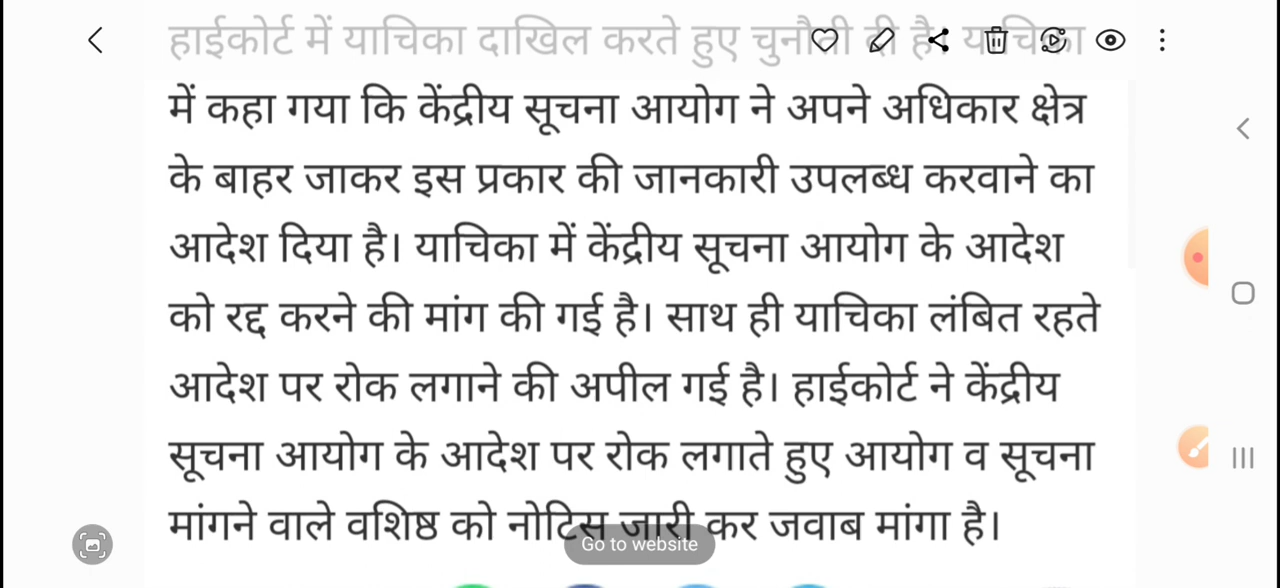 हाईकोर्ट में याचिका दाखिल करते हुए चुनौती दी है। याचिका
में कहा गया कि केंद्रीय सूचना आयोग ने अपने अधिकार क्षेत्र
के बाहर जाकर इस प्रकार की जानकारी उपलब्ध करवाने का
आदेश दिया है। याचिका में केंद्रीय सूचना आयोग के आदेश
को रद्द करने की मांग की गई है। साथ ही याचिका लंबित रहते
आदेश पर रोक लगाने की अपील गई है। हाईकोर्ट ने केंद्रीय
सूचना आयोग के आदेश पर रोक लगाते हुए आयोग व सूचना
मांगने वाले वशिष्ठ को नोटिस जारी कर जवाब मांगा है।
Go to website